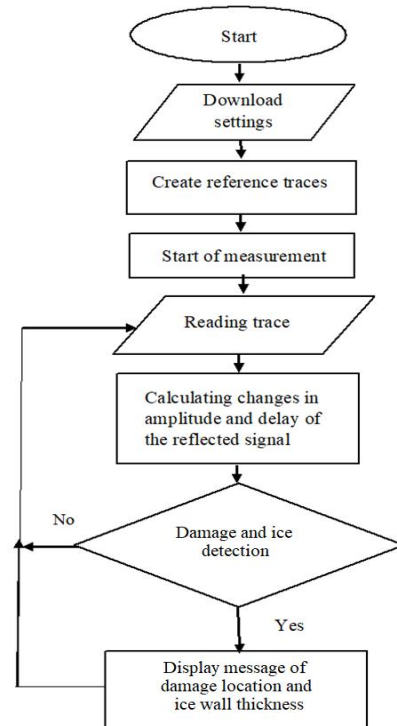 Start
Download
settings
Create reference traces
Start of measurement
Reading trace
Calculating changes in
amplitude and delay of
the reflected signal
No
Damage and ice
detection
Yes
Display message of
damage location and
ice wall thickness